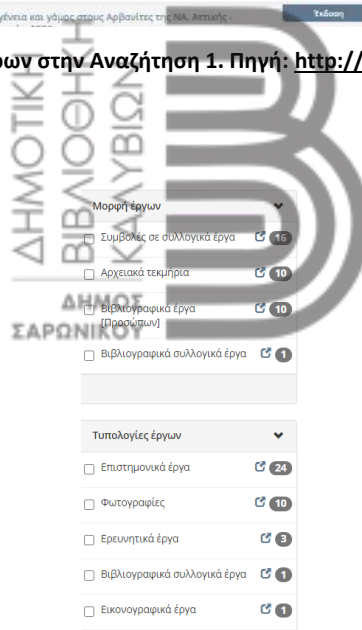 ογένεια και γάμος στους Αρβανίτες της ΝΑ. Αττικής -
Έκδοση
ρων στην Αναζήτηση 1. Πηγή: http://
ΔΗΜΟΤΙΚΗ
ΒΙΒΛΙΟΘΗΚΗ
ΚΑΛΥΒΙΩΝ
ΔΗΜΟΣ
ΣΑΡΩΝΙΚΟΥ
Μορφή έργων
Συμβολές σε συλλογικά έργα 16
Αρχειακά τεκμήρια 10
Βιβλιογραφικά έργα 10
[Προσώπων]
Βιβλιογραφικά συλλογικά έργα 1
Τυπολογίες έργων
Επιστημονικά έργα 24
Φωτογραφίες 10
Ερευνητικά έργα 3
Βιβλιογραφικά συλλογικά έργα 1
Εικονογραφικά έργα 1